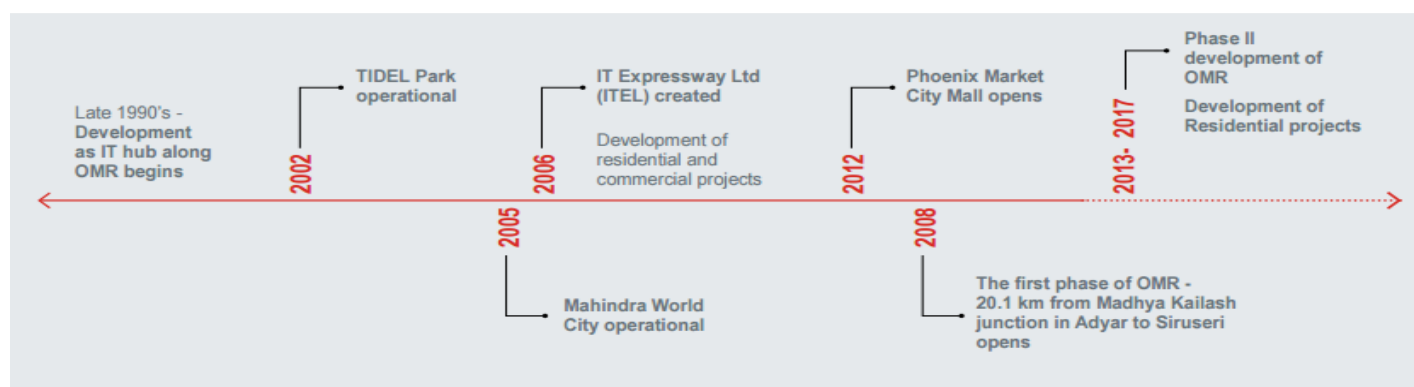 Late 1990's -
Development
as IT hub along
OMR begins
2002
TIDEL Park
operational
2005
Mahindra World
City operational
2006
IT Expressway Ltd
(ITEL) created
Development of
residential and
commercial projects
2012
Phoenix Market
City Mall opens
2008
The first phase of OMR -
20.1 km from Madhya Kailash
junction in Adyar to Siruseri
opens
2013- 2017
Phase II
development of
OMR
Development of
Residential projects